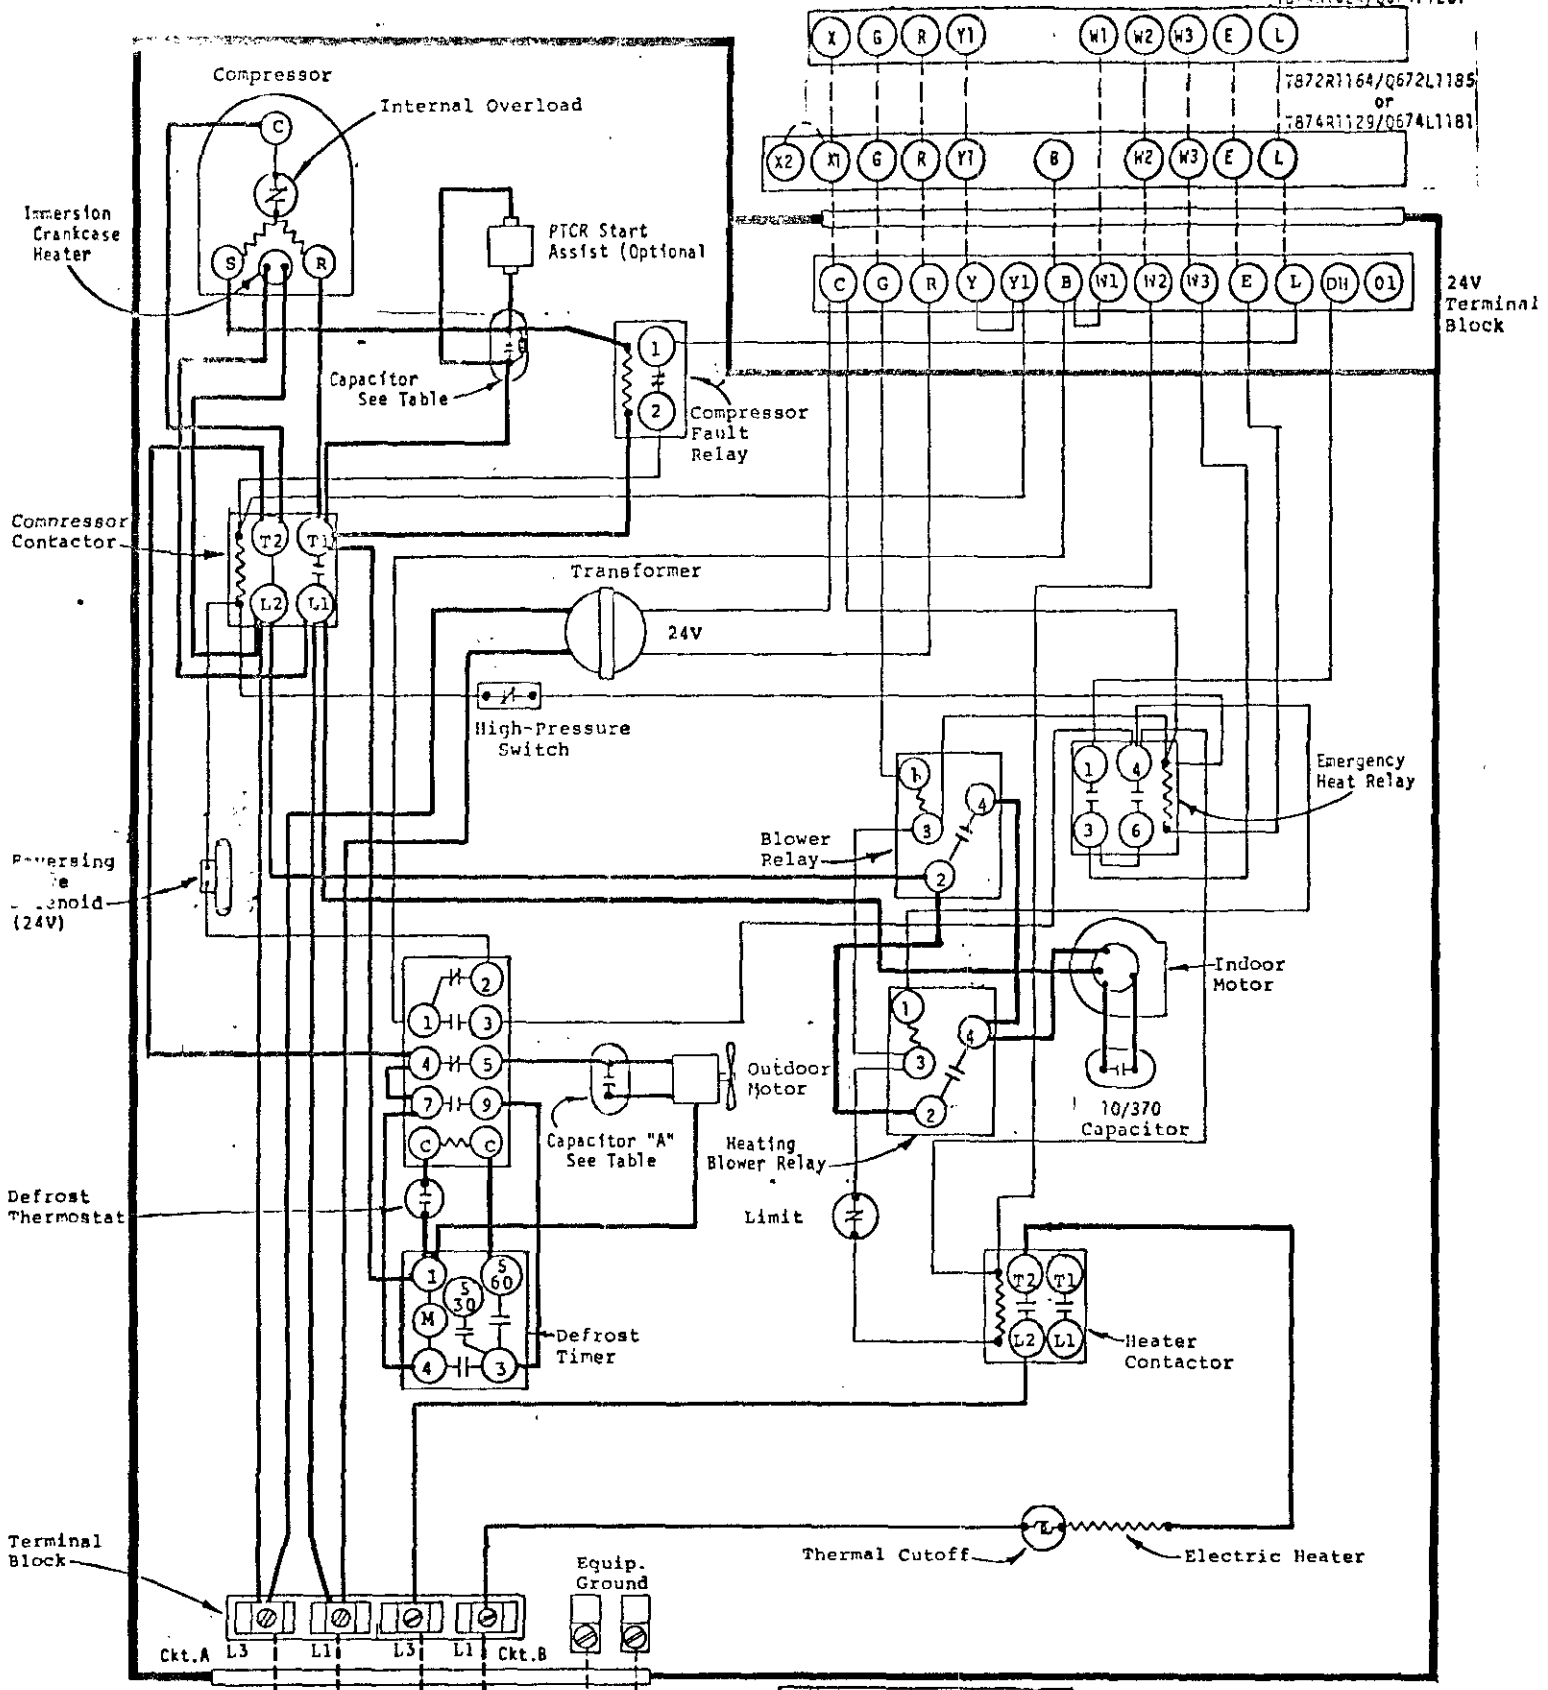 X G R Y1 W1 W2 W3 E L
T872R1164/Q672L1185
or
T874R1129/Q674L1181
X2 X1 G R Y1 B W2 W3 E L
C G R Y Y1 B W1 W2 W3 E L DH O1
24V
Terminal
Block
Compressor
Internal Overload
C
S R
Immersion
Crankcase
Heater
PTCR Start
Assist (Optional
Capacitor
See Table
1
2
Compressor
Fault
Relay
Compressor
Contactor
T2 T1
L2 L1
Transformer
24V
High-Pressure
Switch
Emergency
Heat Relay
1 4
3 6
Blower
Relay
1
4
3
2
(24V)
Indoor
Motor
10/370
Capacitor
1
4
3
2
Heating
Blower Relay
2
1 3
4 5
7 9
C C
Outdoor
Motor
Capacitor "A"
See Table
Defrost
Thermostat
Limit
1
S
30
S
60
M
4 3
Defrost
Timer
T2 T1
L2 L1
Heater
Contactor
Thermal Cutoff
Electric Heater
Terminal
Block
Equip.
Ground
Ckt.A L3 L1 L3 L1 Ckt.B